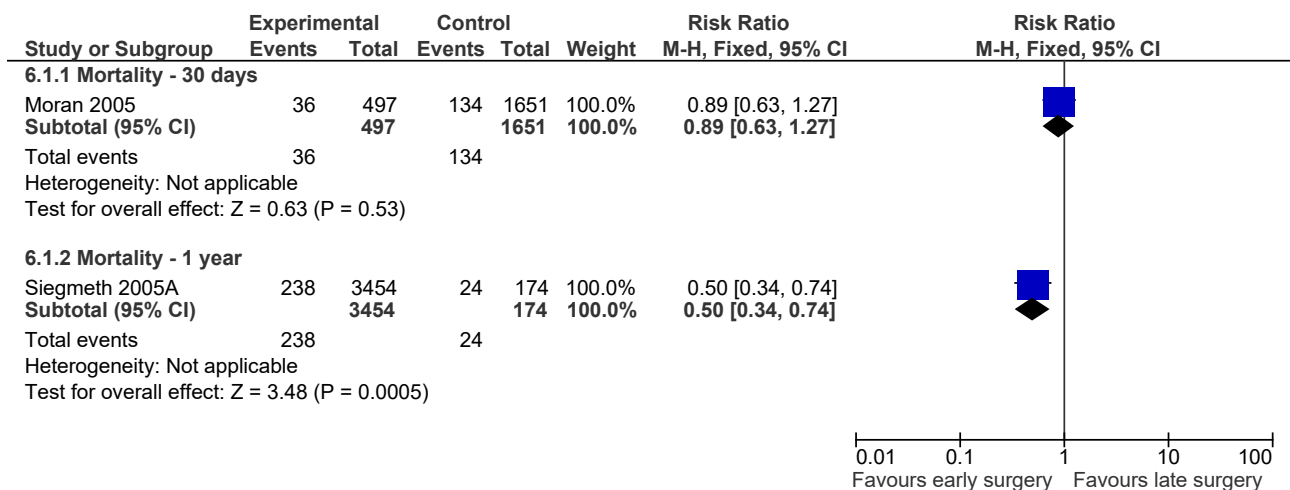 Experimental Control Risk Ratio Risk Ratio
Study or Subgroup Events Total Events Total Weight M-H, Fixed, 95% CI M-H, Fixed, 95% CI
6.1.1 Mortality - 30 days
Moran 2005 36 497 134 1651 100.0% 0.89 [0.63, 1.27]
Subtotal (95% CI) 497 1651 100.0% 0.89 [0.63, 1.27]
Total events 36 134
Heterogeneity: Not applicable
Test for overall effect: Z = 0.63 (P = 0.53)
6.1.2 Mortality - 1 year
Siegmeth 2005A 238 3454 24 174 100.0% 0.50 [0.34, 0.74]
Subtotal (95% CI) 3454 174 100.0% 0.50 [0.34, 0.74]
Total events 238 24
Heterogeneity: Not applicable
Test for overall effect: Z = 3.48 (P = 0.0005)
0.01 0.1 1 10 100
Favours early surgery Favours late surgery